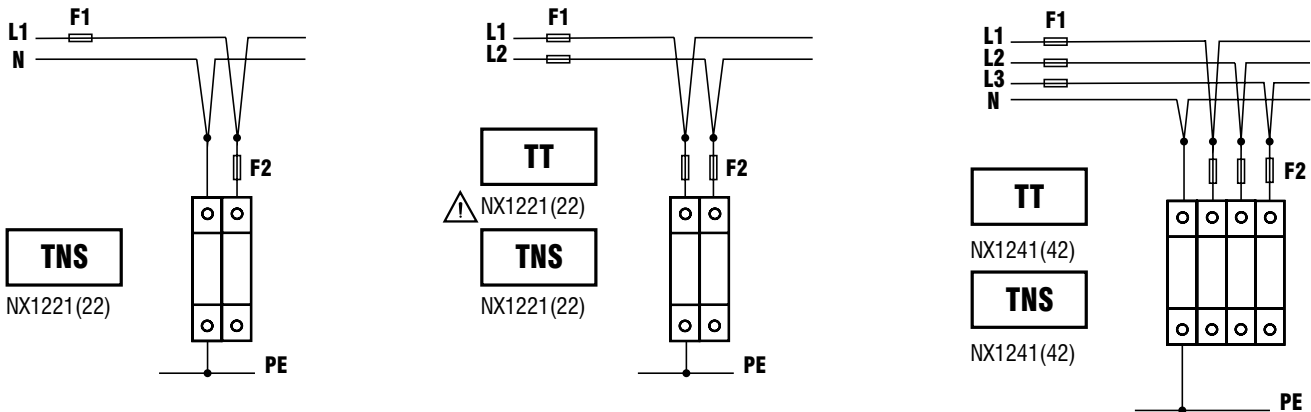 L1
F1
N
F2
TNS
NX1221(22)
PE
L1
F1
L2
F2
TT
NX1221(22)
TNS
NX1221(22)
PE
L1
F1
L2
L3
N
F2
TT
NX1241(42)
TNS
NX1241(42)
PE